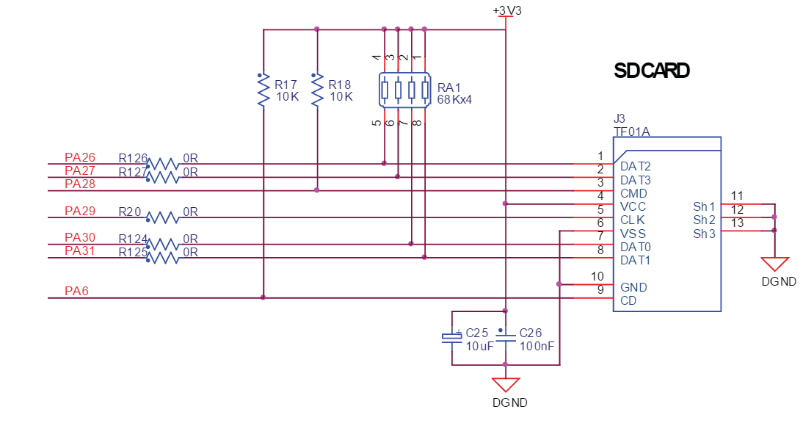 +3V3
SDCARD
4 3 2 1
R17
10K
R18
10K
RA1
68Kx4
J3
TF01A
5 6 7 8
PA26 R126 0R 1 DAT2
PA27 R127 0R 2 DAT3
PA28 3 CMD
4 VCC Sh1 11
PA29 R20 0R 5 CLK Sh2 12
6 VSS Sh3 13
PA30 R124 0R 7 DAT0
PA31 R125 0R 8 DAT1
10 GND
PA6 9 CD
DGND
C25
10uF
C26
100nF
DGND